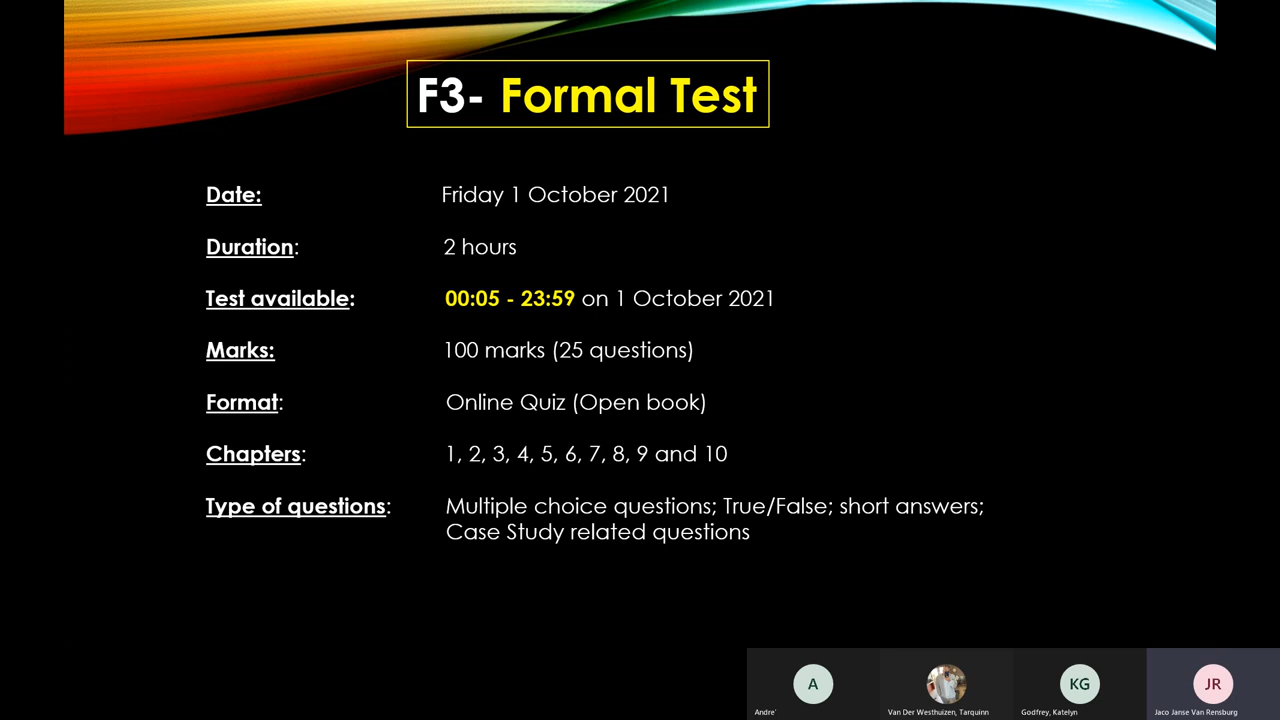 F3- Formal Test
Date: Friday 1 October 2021
Duration: 2 hours
Test available: 00:05 - 23:59 on 1 October 2021
Marks: 100 marks (25 questions)
Format: Online Quiz (Open book)
Chapters: 1, 2, 3, 4, 5, 6, 7, 8, 9 and 10
Type of questions: Multiple choice questions; True/False; short answers;
Case Study related questions
A KG JR
Andre' Van Der Westhuizen, Tarquinn Godfrey, Katelyn Jaco Janse Van Rensburg